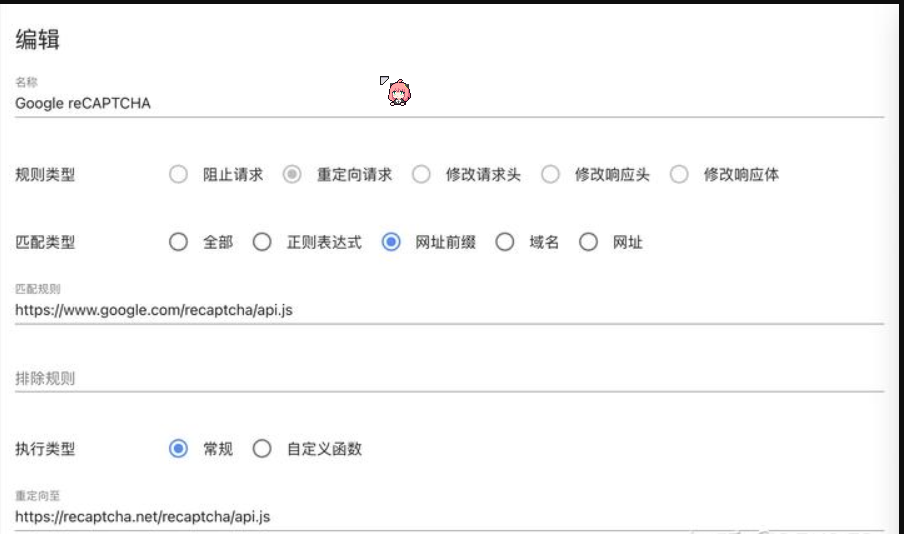 编辑
名称
Google reCAPTCHA
规则类型 阻止请求 重定向请求 修改请求头 修改响应头 修改响应体
匹配类型 全部 正则表达式 网址前缀 域名 网址
匹配规则
https://www.google.com/recaptcha/api.js
排除规则
执行类型 常规 自定义函数
重定向至
https://recaptcha.net/recaptcha/api.js